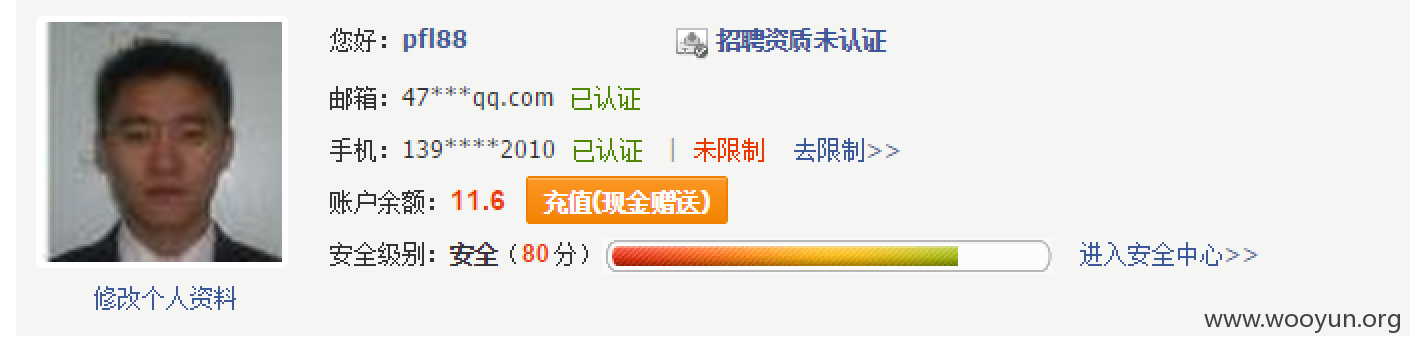 您好：pfl88 招聘资质未认证
邮箱：47***qq.com 已认证
手机：139****2010 已认证 | 未限制 去限制>>
账户余额：11.6 充值(现金赠送)
安全级别：安全（80分） 进入安全中心>>
修改个人资料
www.wooyun.org